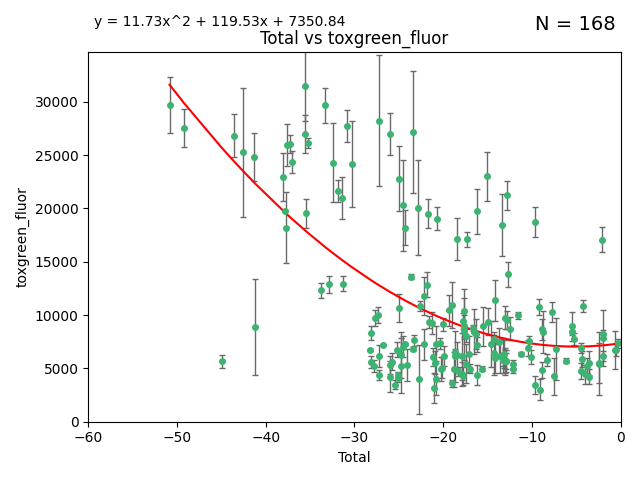 y = 11.73x^2 + 119.53x + 7350.84
N = 168
Total vs toxgreen_fluor
30000
25000
20000
15000
10000
5000
0
toxgreen_fluor
−60
−50
−40
−30
−20
−10
0
Total